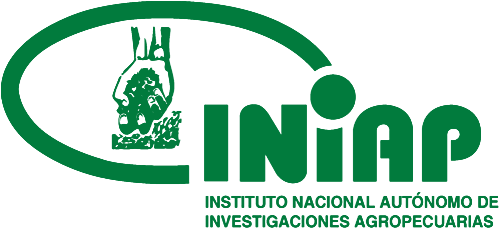 INiAP
INSTITUTO NACIONAL AUTÓNOMO DE
INVESTIGACIONES AGROPECUARIAS